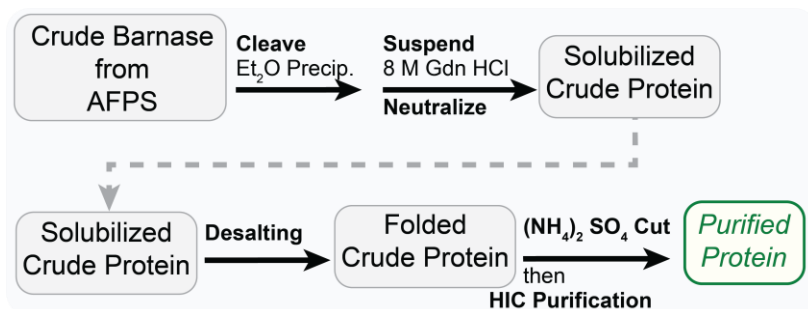 Crude Barnase
from
AFPS
Cleave
Et₂O Precip.
Suspend
8 M Gdn HCl
Neutralize
Solubilized
Crude Protein
Solubilized
Crude Protein
Desalting
Folded
Crude Protein
(NH₄)₂ SO₄ Cut
then
HIC Purification
Purified
Protein